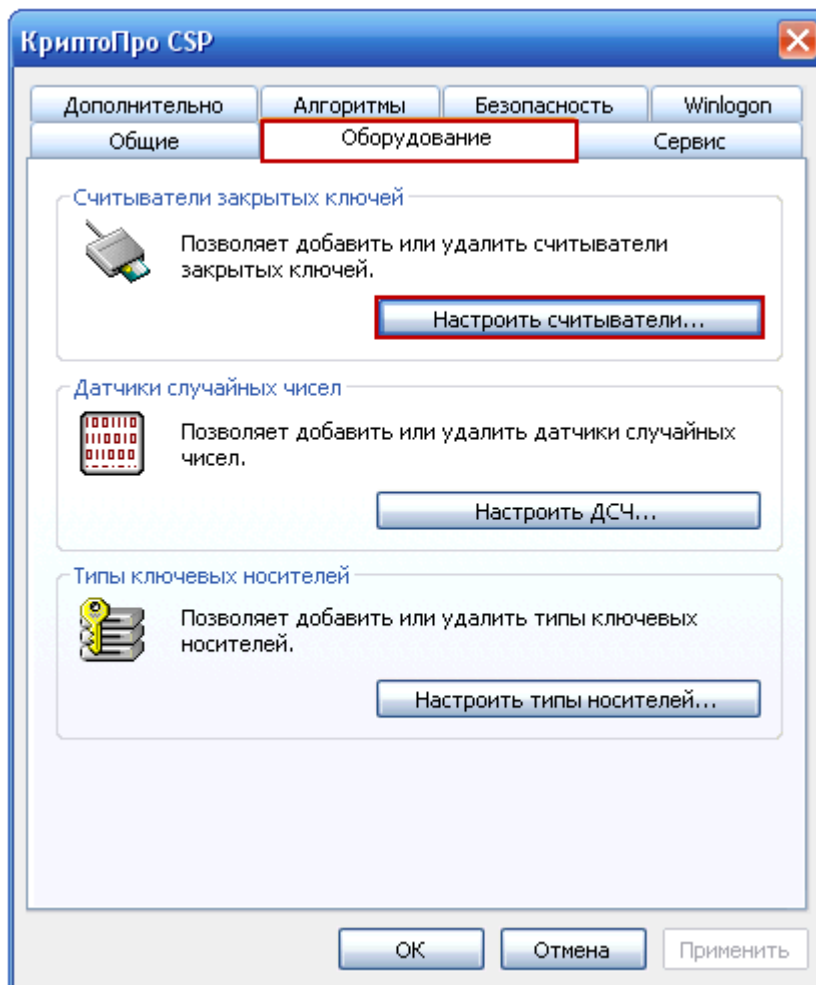 КриптоПро CSP
Дополнительно Алгоритмы Безопасность Winlogon
Общие Оборудование Сервис
Считыватели закрытых ключей
Позволяет добавить или удалить считыватели
закрытых ключей.
Настроить считыватели...
Датчики случайных чисел
Позволяет добавить или удалить датчики случайных
чисел.
Настроить ДСЧ...
Типы ключевых носителей
Позволяет добавить или удалить типы ключевых
носителей.
Настроить типы носителей...
ОК Отмена Применить